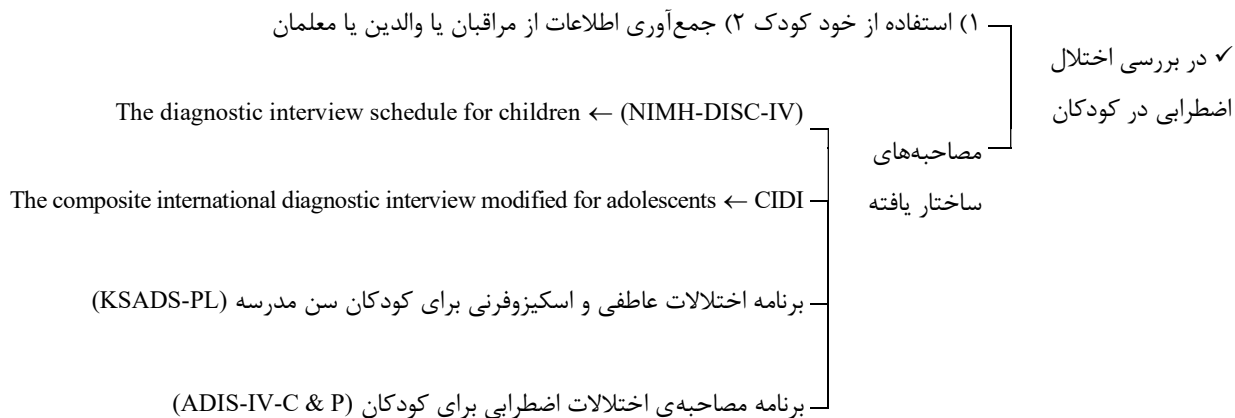 ✓ در بررسی اختلال
اضطرابی در کودکان
۱) استفاده از خود کودک ۲) جمع‌آوری اطلاعات از مراقبان یا والدین یا معلمان
مصاحبه‌های
ساختار یافته
The diagnostic interview schedule for children ← (NIMH-DISC-IV)
The composite international diagnostic interview modified for adolescents ← CIDI
برنامه اختلالات عاطفی و اسکیزوفرنی برای کودکان سن مدرسه (KSADS-PL)
برنامه مصاحبه‌ی اختلالات اضطرابی برای کودکان (ADIS-IV-C & P)